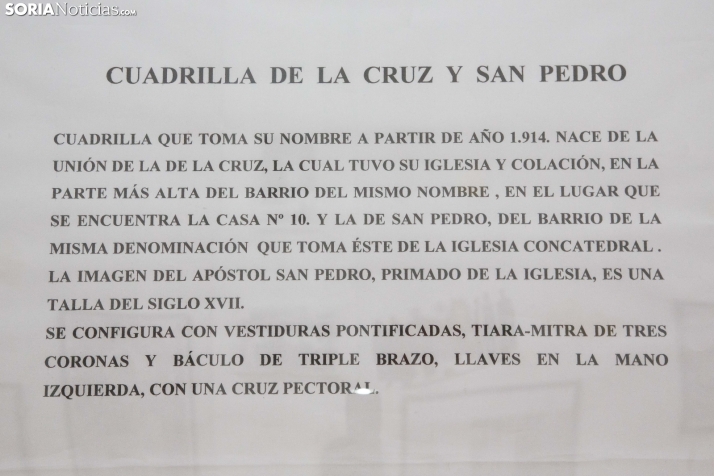 SORIANoticias.com
CUADRILLA DE LA CRUZ Y SAN PEDRO
CUADRILLA QUE TOMA SU NOMBRE A PARTIR DE AÑO 1.914. NACE DE LA
UNIÓN DE LA DE LA CRUZ, LA CUAL TUVO SU IGLESIA Y COLACIÓN, EN LA
PARTE MÁS ALTA DEL BARRIO DEL MISMO NOMBRE , EN EL LUGAR QUE
SE ENCUENTRA LA CASA Nº 10. Y LA DE SAN PEDRO, DEL BARRIO DE LA
MISMA DENOMINACIÓN QUE TOMA ÉSTE DE LA IGLESIA CONCATEDRAL .
LA IMAGEN DEL APÓSTOL SAN PEDRO, PRIMADO DE LA IGLESIA, ES UNA
TALLA DEL SIGLO XVII.
SE CONFIGURA CON VESTIDURAS PONTIFICADAS, TIARA-MITRA DE TRES
CORONAS Y BÁCULO DE TRIPLE BRAZO, LLAVES EN LA MANO
IZQUIERDA, CON UNA CRUZ PECTORAL.